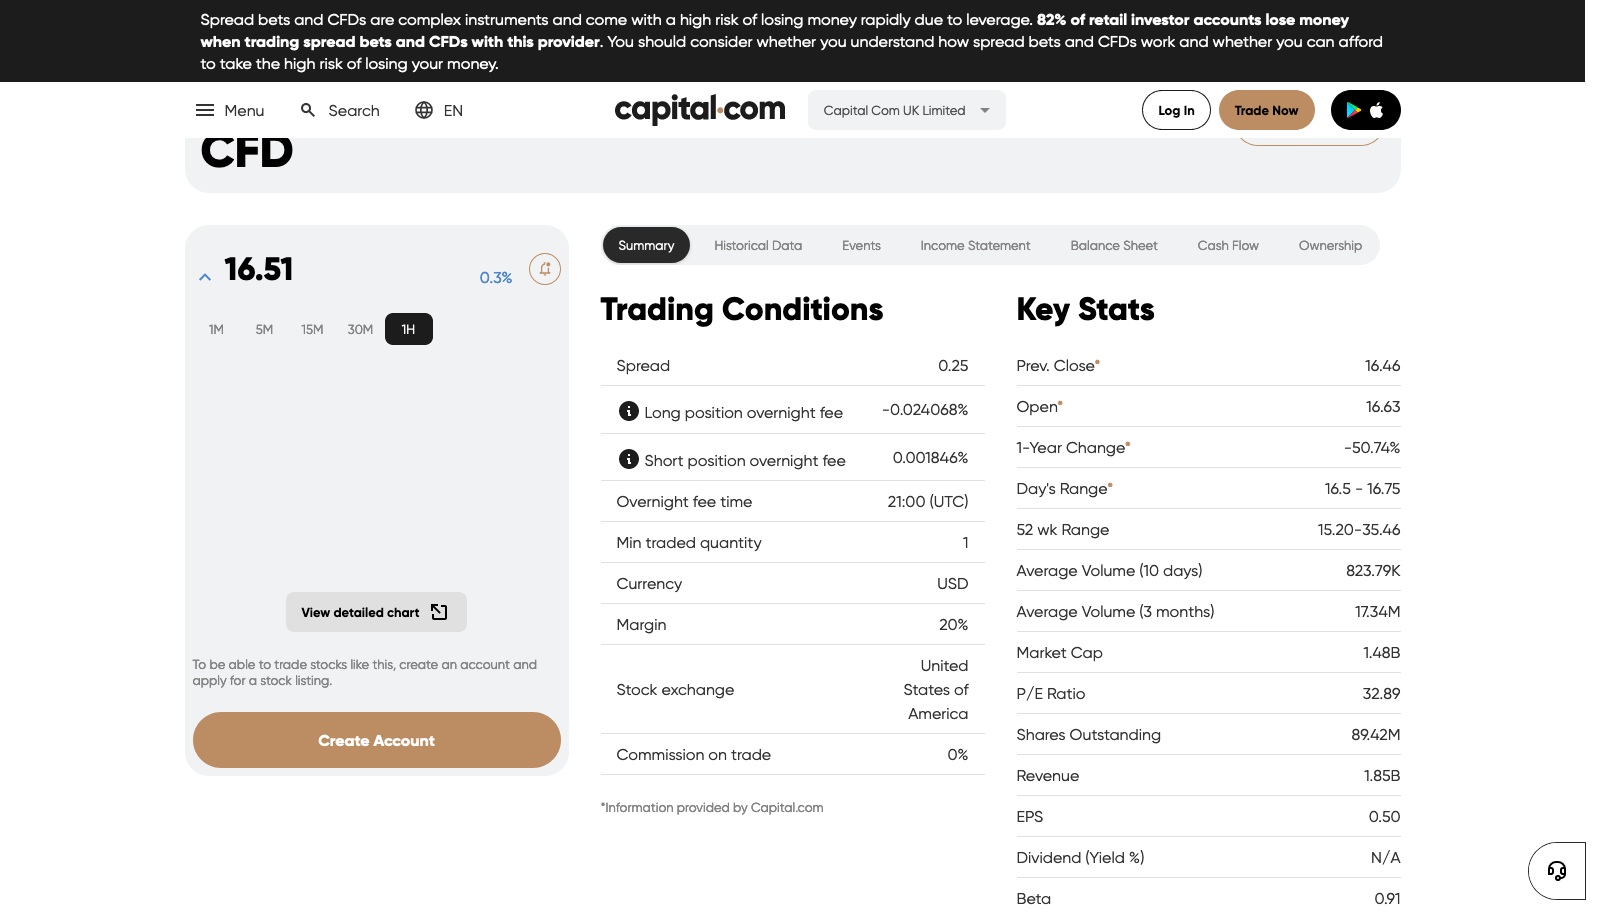 Spread bets and CFDs are complex instruments and come with a high risk of losing money rapidly due to leverage. 82% of retail investor accounts lose money
when trading spread bets and CFDs with this provider. You should consider whether you understand how spread bets and CFDs work and whether you can afford
to take the high risk of losing your money.
Menu
Search
EN
capital.com
Capital Com UK Limited
Log In
Trade Now
CFD
16.51
0.3%
1M 5M 15M 30M 1H
View detailed chart
To be able to trade stocks like this, create an account and
apply for a stock listing.
Create Account
Summary Historical Data Events Income Statement Balance Sheet Cash Flow Ownership
Trading Conditions
Spread 0.25
Long position overnight fee -0.024068%
Short position overnight fee 0.001846%
Overnight fee time 21:00 (UTC)
Min traded quantity 1
Currency USD
Margin 20%
Stock exchange United
States of
America
Commission on trade 0%
*Information provided by Capital.com
Key Stats
Prev. Close* 16.46
Open* 16.63
1-Year Change* -50.74%
Day's Range* 16.5 - 16.75
52 wk Range 15.20-35.46
Average Volume (10 days) 823.79K
Average Volume (3 months) 17.34M
Market Cap 1.48B
P/E Ratio 32.89
Shares Outstanding 89.42M
Revenue 1.85B
EPS 0.50
Dividend (Yield %) N/A
Beta 0.91